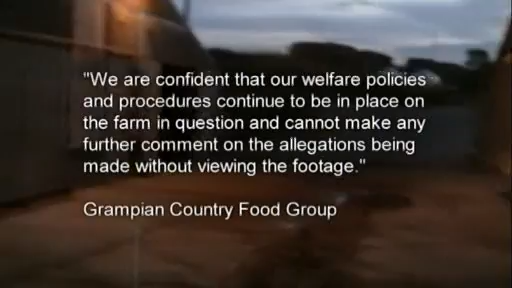 "We are confident that our welfare policies
and procedures continue to be in place on
the farm in question and cannot make any
further comment on the allegations being
made without viewing the footage."
Grampian Country Food Group